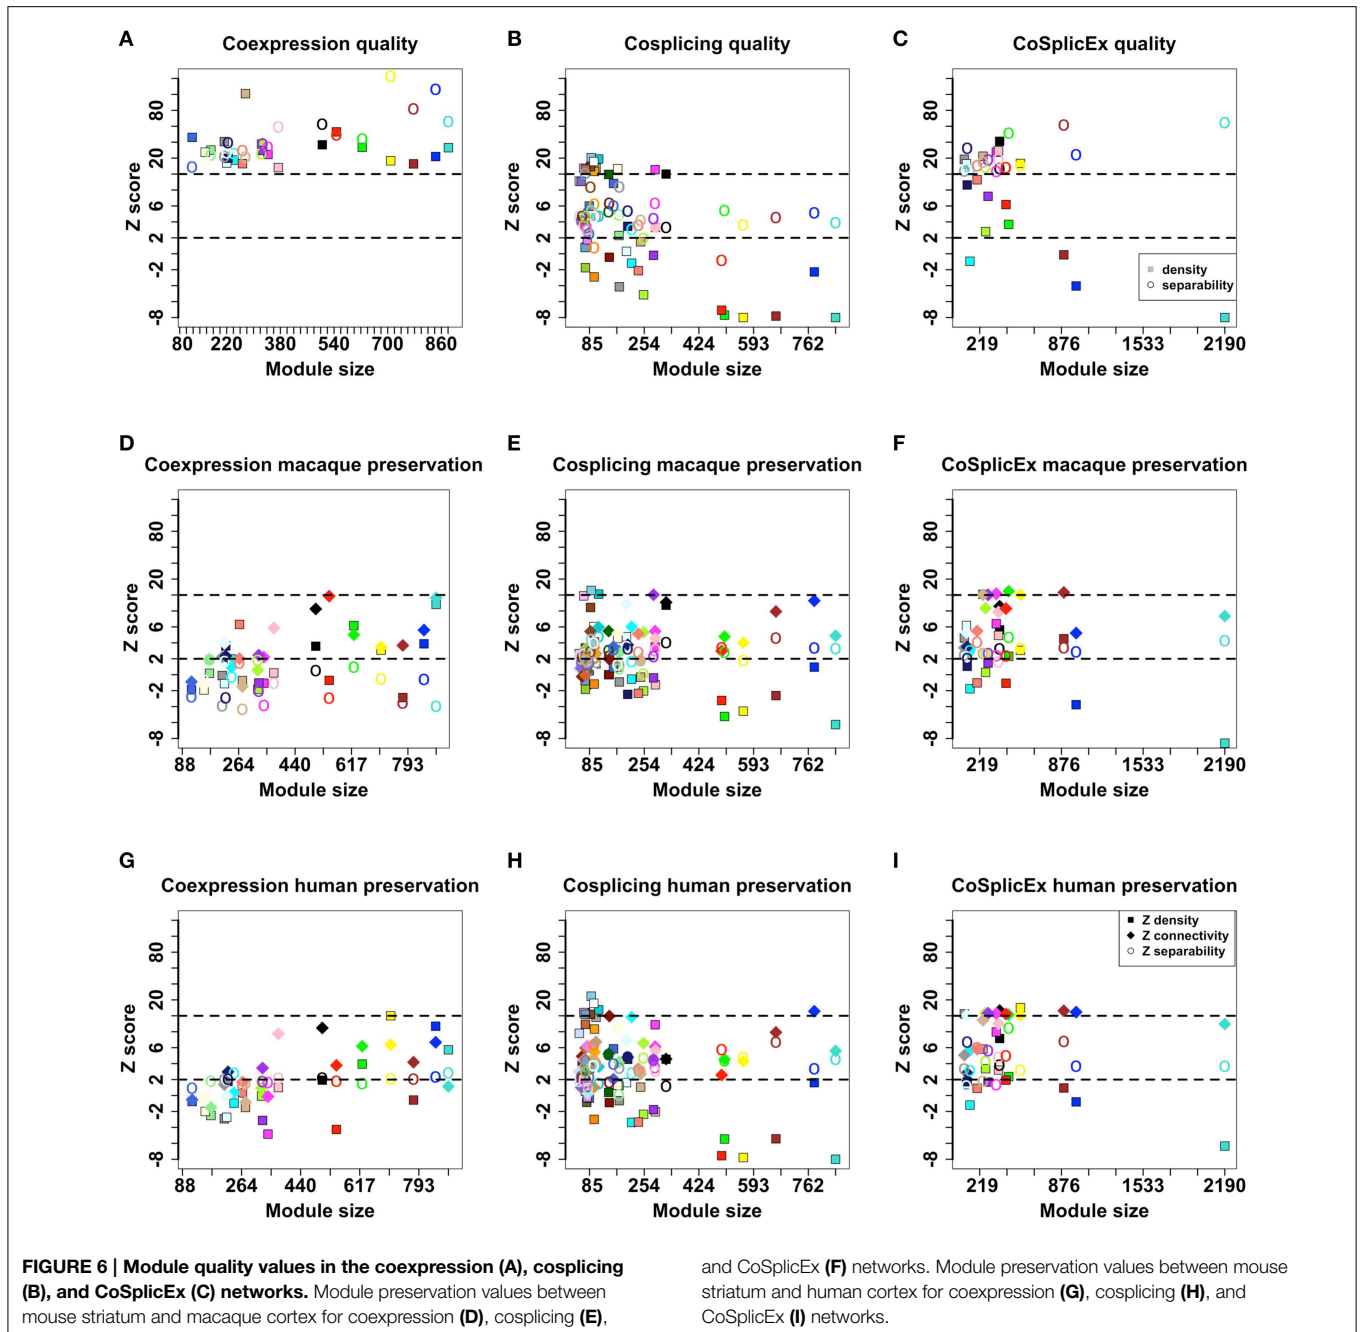 A
Coexpression quality
Z score
80
20
6
2
-2
-8
80 220 380 540 700 860
Module size
B
Cosplicing quality
Z score
80
20
6
2
-2
-8
85 254 424 593 762
Module size
C
CoSplicEx quality
Z score
80
20
6
2
-2
-8
density
separability
219 876 1533 2190
Module size
D
Coexpression macaque preservation
Z score
80
20
6
2
-2
-8
88 264 440 617 793
Module size
E
Cosplicing macaque preservation
Z score
80
20
6
2
-2
-8
85 254 424 593 762
Module size
F
CoSplicEx macaque preservation
Z score
80
20
6
2
-2
-8
219 876 1533 2190
Module size
G
Coexpression human preservation
Z score
80
20
6
2
-2
-8
88 264 440 617 793
Module size
H
Cosplicing human preservation
Z score
80
20
6
2
-2
-8
85 254 424 593 762
Module size
I
CoSplicEx human preservation
Z score
80
20
6
2
-2
-8
Z density
Z connectivity
Z separability
219 876 1533 2190
Module size
FIGURE 6 | Module quality values in the coexpression (A), cosplicing
(B), and CoSplicEx (C) networks. Module preservation values between
mouse striatum and macaque cortex for coexpression (D), cosplicing (E),
and CoSplicEx (F) networks. Module preservation values between mouse
striatum and human cortex for coexpression (G), cosplicing (H), and
CoSplicEx (I) networks.